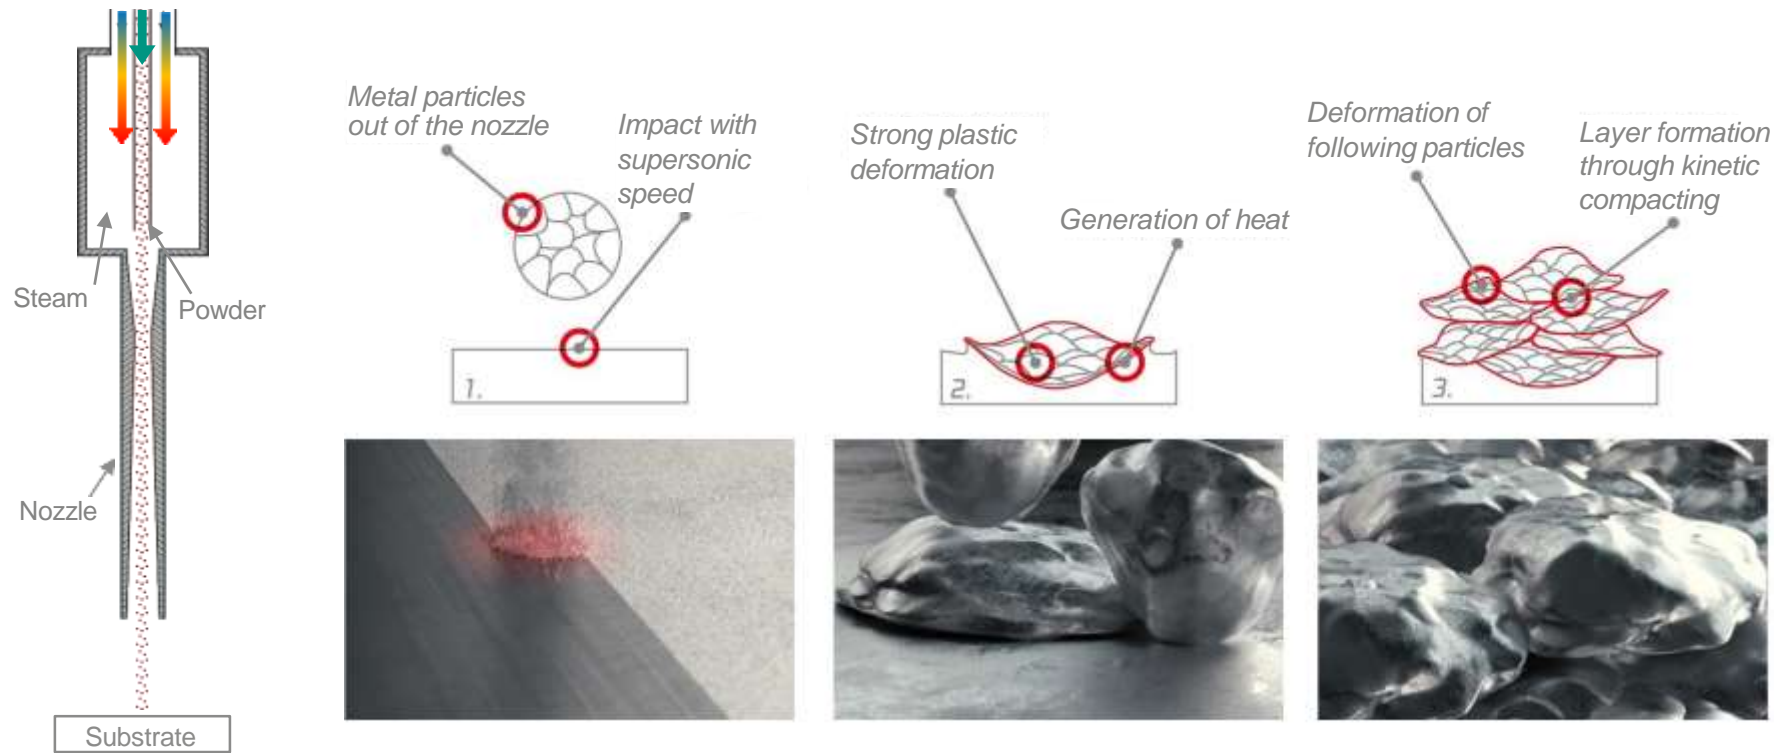 Steam
Powder
Nozzle
Substrate
Metal particles
out of the nozzle
Impact with
supersonic
speed
1.
Strong plastic
deformation
Generation of heat
2.
Deformation of
following particles
Layer formation
through kinetic
compacting
3.